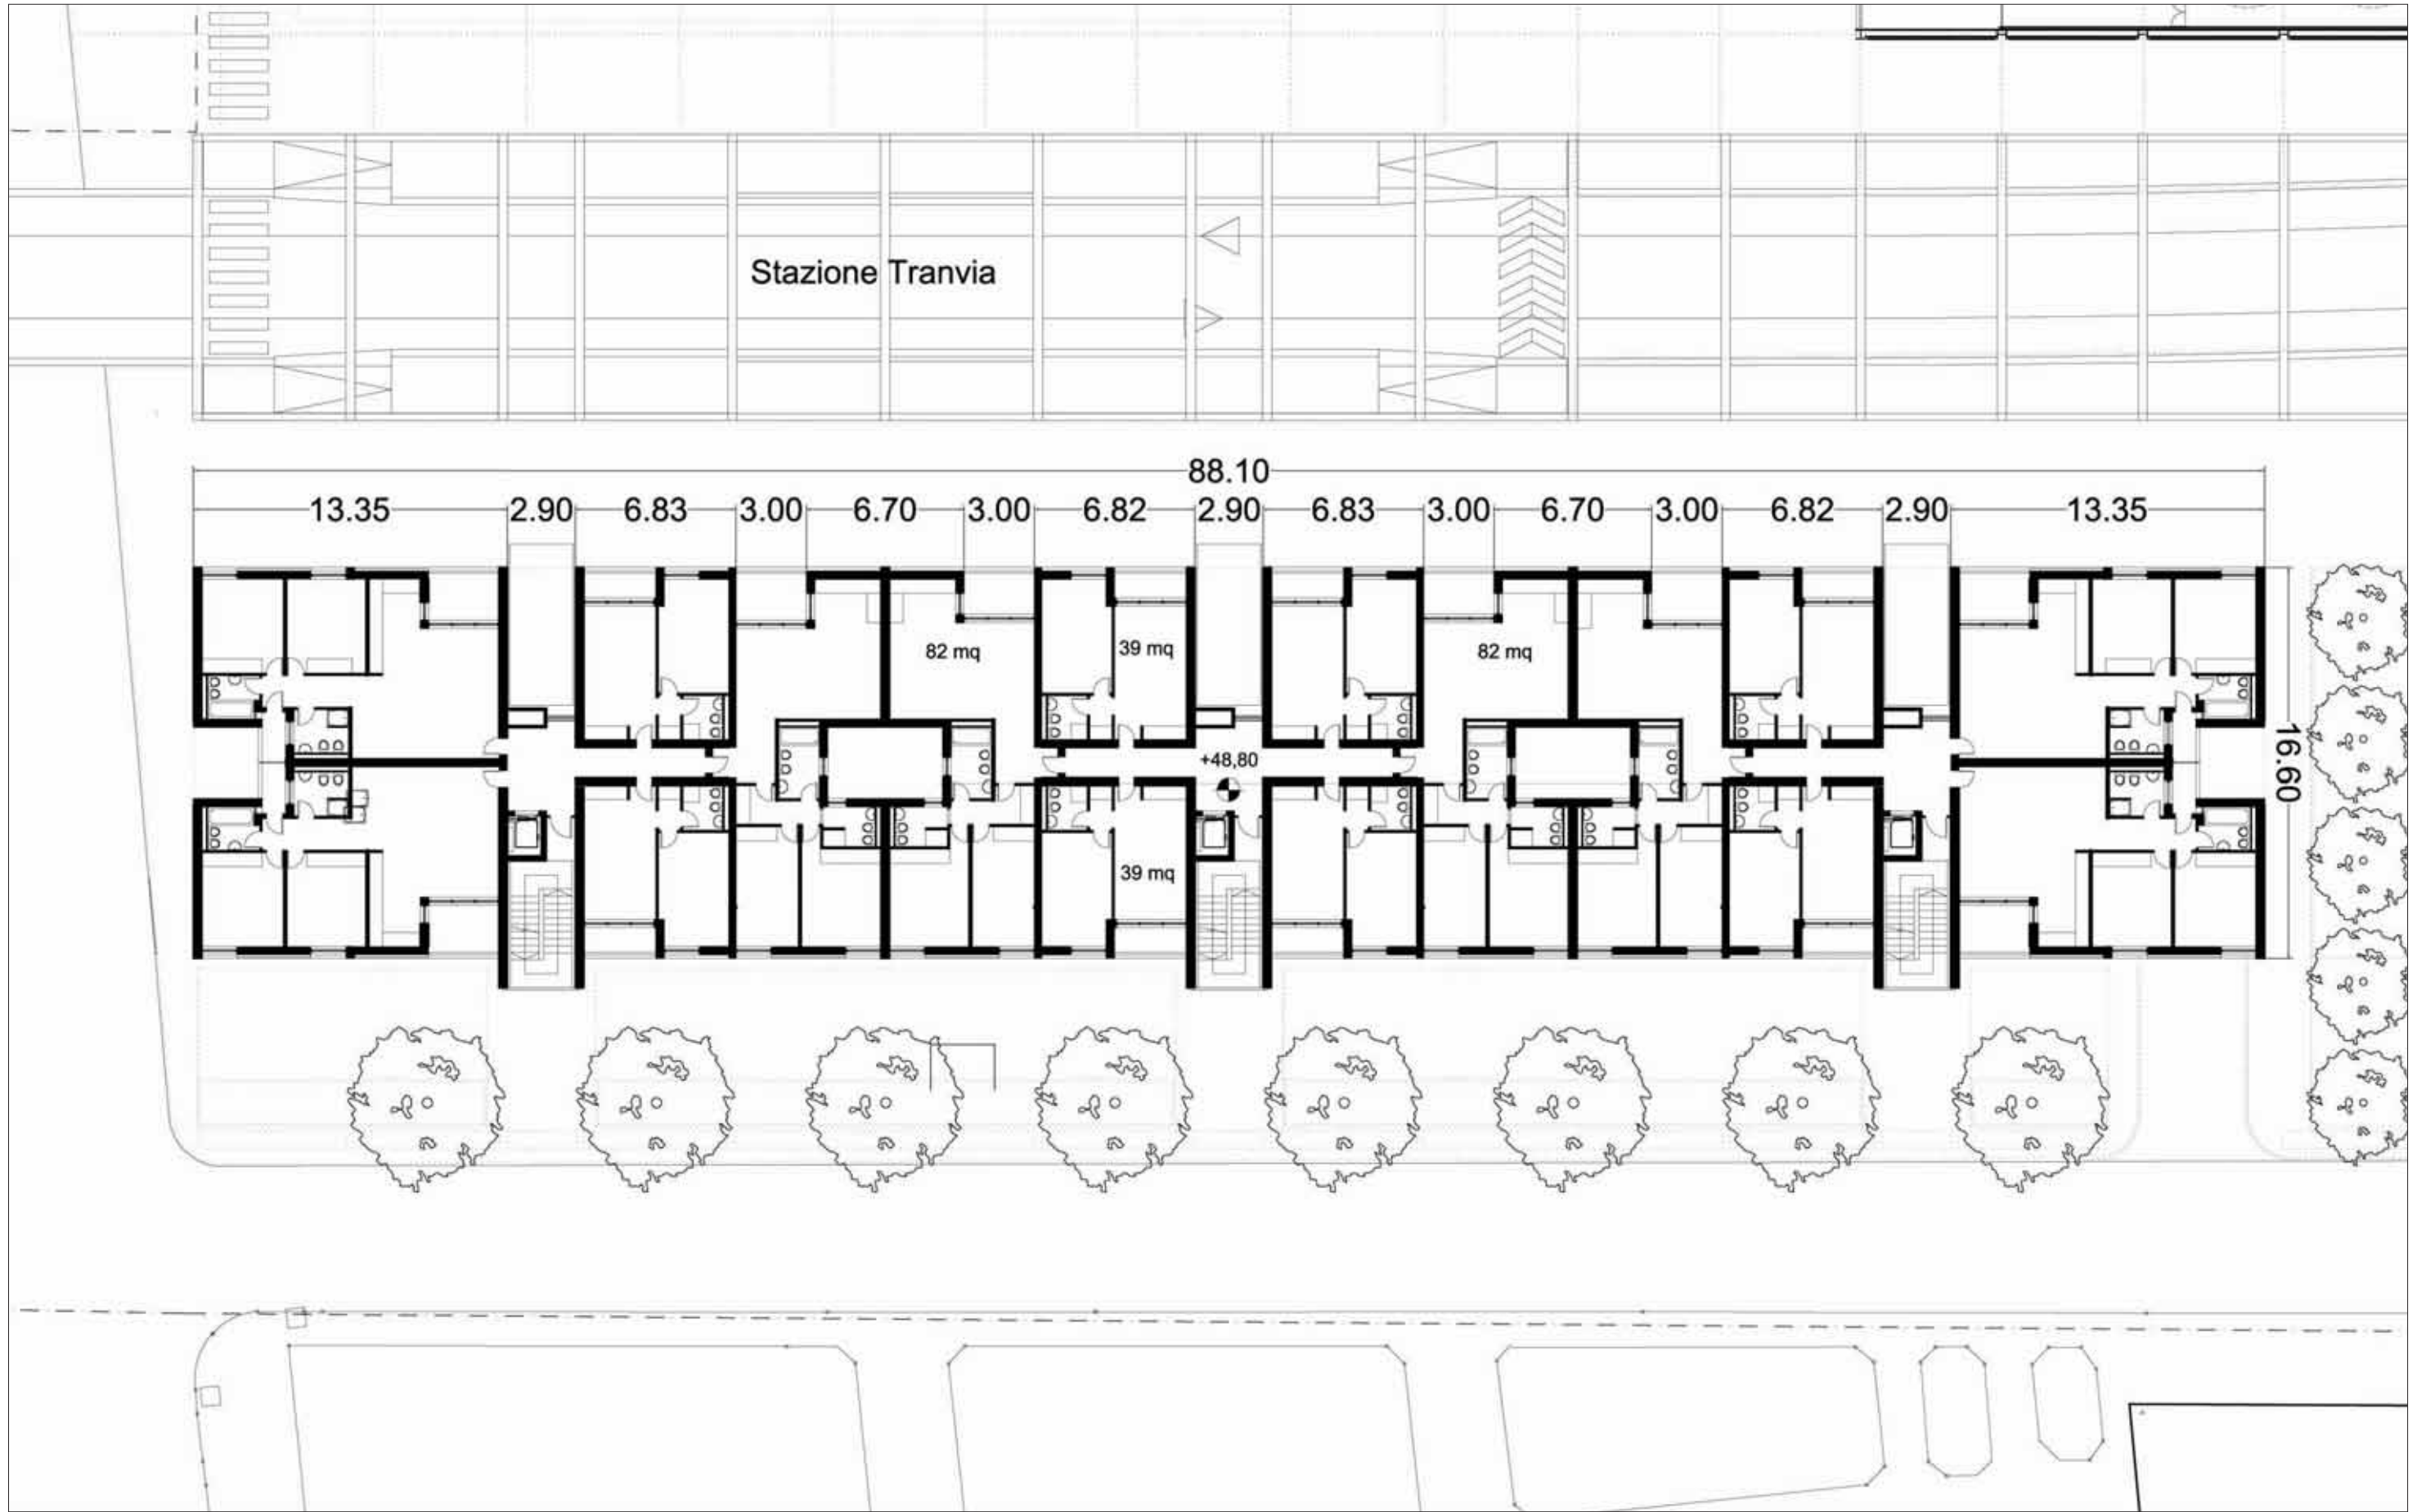 Stazione Tranvia
88.10
13.35 2.90 6.83 3.00 6.70 3.00 6.82 2.90 6.83 3.00 6.70 3.00 6.82 2.90 13.35
82 mq 39 mq 82 mq
16.60
+48,80
39 mq